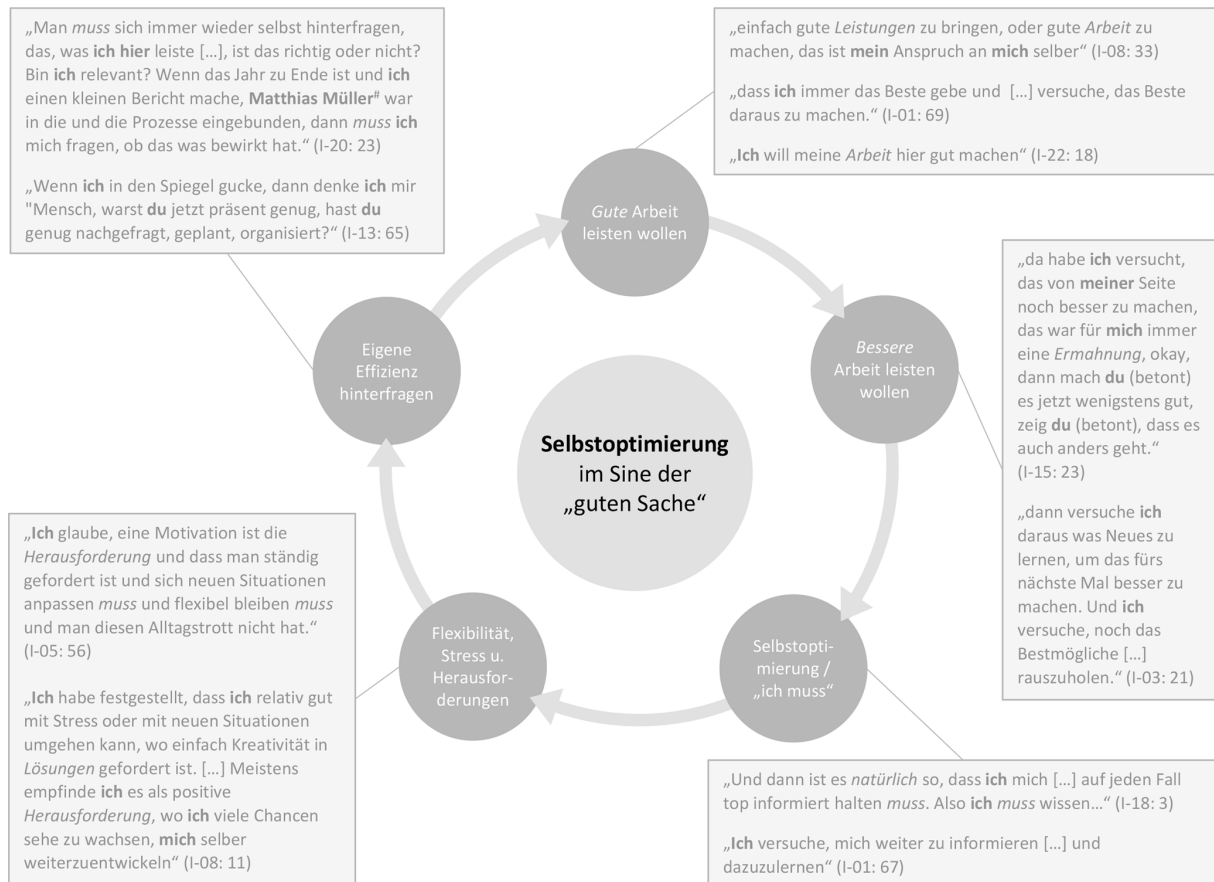 „Man muss sich immer wieder selbst hinterfragen,
das, was ich hier leiste […], ist das richtig oder nicht?
Bin ich relevant? Wenn das Jahr zu Ende ist und ich
einen kleinen Bericht mache, Matthias Müller# war
in die und die Prozesse eingebunden, dann muss ich
mich fragen, ob das was bewirkt hat.“ (I-20: 23)
„Wenn ich in den Spiegel gucke, dann denke ich mir
"Mensch, warst du jetzt präsent genug, hast du
genug nachgefragt, geplant, organisiert?“ (I-13: 65)
„einfach gute Leistungen zu bringen, oder gute Arbeit zu
machen, das ist mein Anspruch an mich selber“ (I-08: 33)
„dass ich immer das Beste gebe und […] versuche, das Beste
daraus zu machen.“ (I-01: 69)
„Ich will meine Arbeit hier gut machen“ (I-22: 18)
Gute Arbeit
leisten wollen
Bessere
Arbeit leisten
wollen
„da habe ich versucht,
das von meiner Seite
noch besser zu machen,
das war für mich immer
eine Ermahnung, okay,
dann mach du (betont)
es jetzt wenigstens gut,
zeig du (betont), dass es
auch anders geht.“
(I-15: 23)
„dann versuche ich
daraus was Neues zu
lernen, um das fürs
nächste Mal besser zu
machen. Und ich
versuche, noch das
Bestmögliche […]
rauszuholen.“ (I-03: 21)
Eigene
Effizienz
hinterfragen
Selbstoptimierung
im Sine der
„guten Sache“
Selbstopti-
mierung /
„ich muss“
Flexibilität,
Stress u.
Herausfor-
derungen
„Ich glaube, eine Motivation ist die
Herausforderung und dass man ständig
gefordert ist und sich neuen Situationen
anpassen muss und flexibel bleiben muss
und man diesen Alltagstrott nicht hat.“
(I-05: 56)
„Ich habe festgestellt, dass ich relativ gut
mit Stress oder mit neuen Situationen
umgehen kann, wo einfach Kreativität in
Lösungen gefordert ist. […] Meistens
empfinde ich es als positive
Herausforderung, wo ich viele Chancen
sehe zu wachsen, mich selber
weiterzuentwickeln“ (I-08: 11)
„Und dann ist es natürlich so, dass ich mich […] auf jeden Fall
top informiert halten muss. Also ich muss wissen…“ (I-18: 3)
„Ich versuche, mich weiter zu informieren […] und
dazuzulernen“ (I-01: 67)